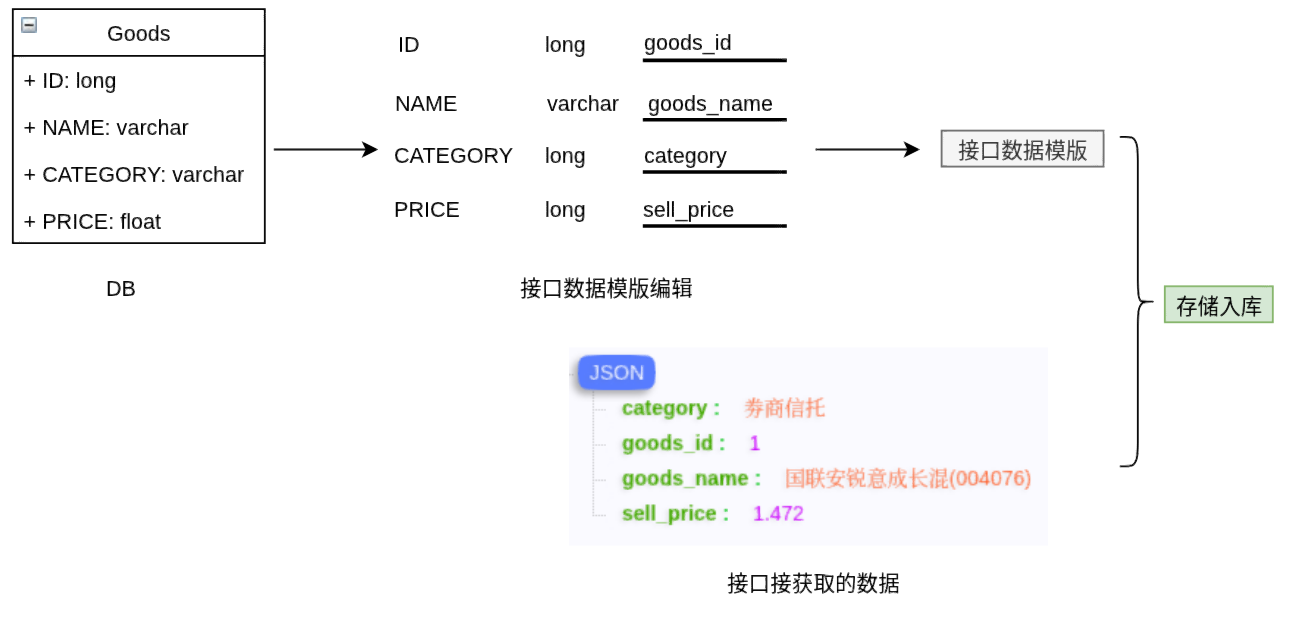 Goods
+ ID: long
+ NAME: varchar
+ CATEGORY: varchar
+ PRICE: float
DB
ID long goods_id
NAME varchar goods_name
CATEGORY long category
PRICE long sell_price
接口数据模版编辑
接口数据模版
存储入库
JSON
category : 券商信托
goods_id : 1
goods_name : 国联安锐意成长混(004076)
sell_price : 1.472
接口接获取的数据